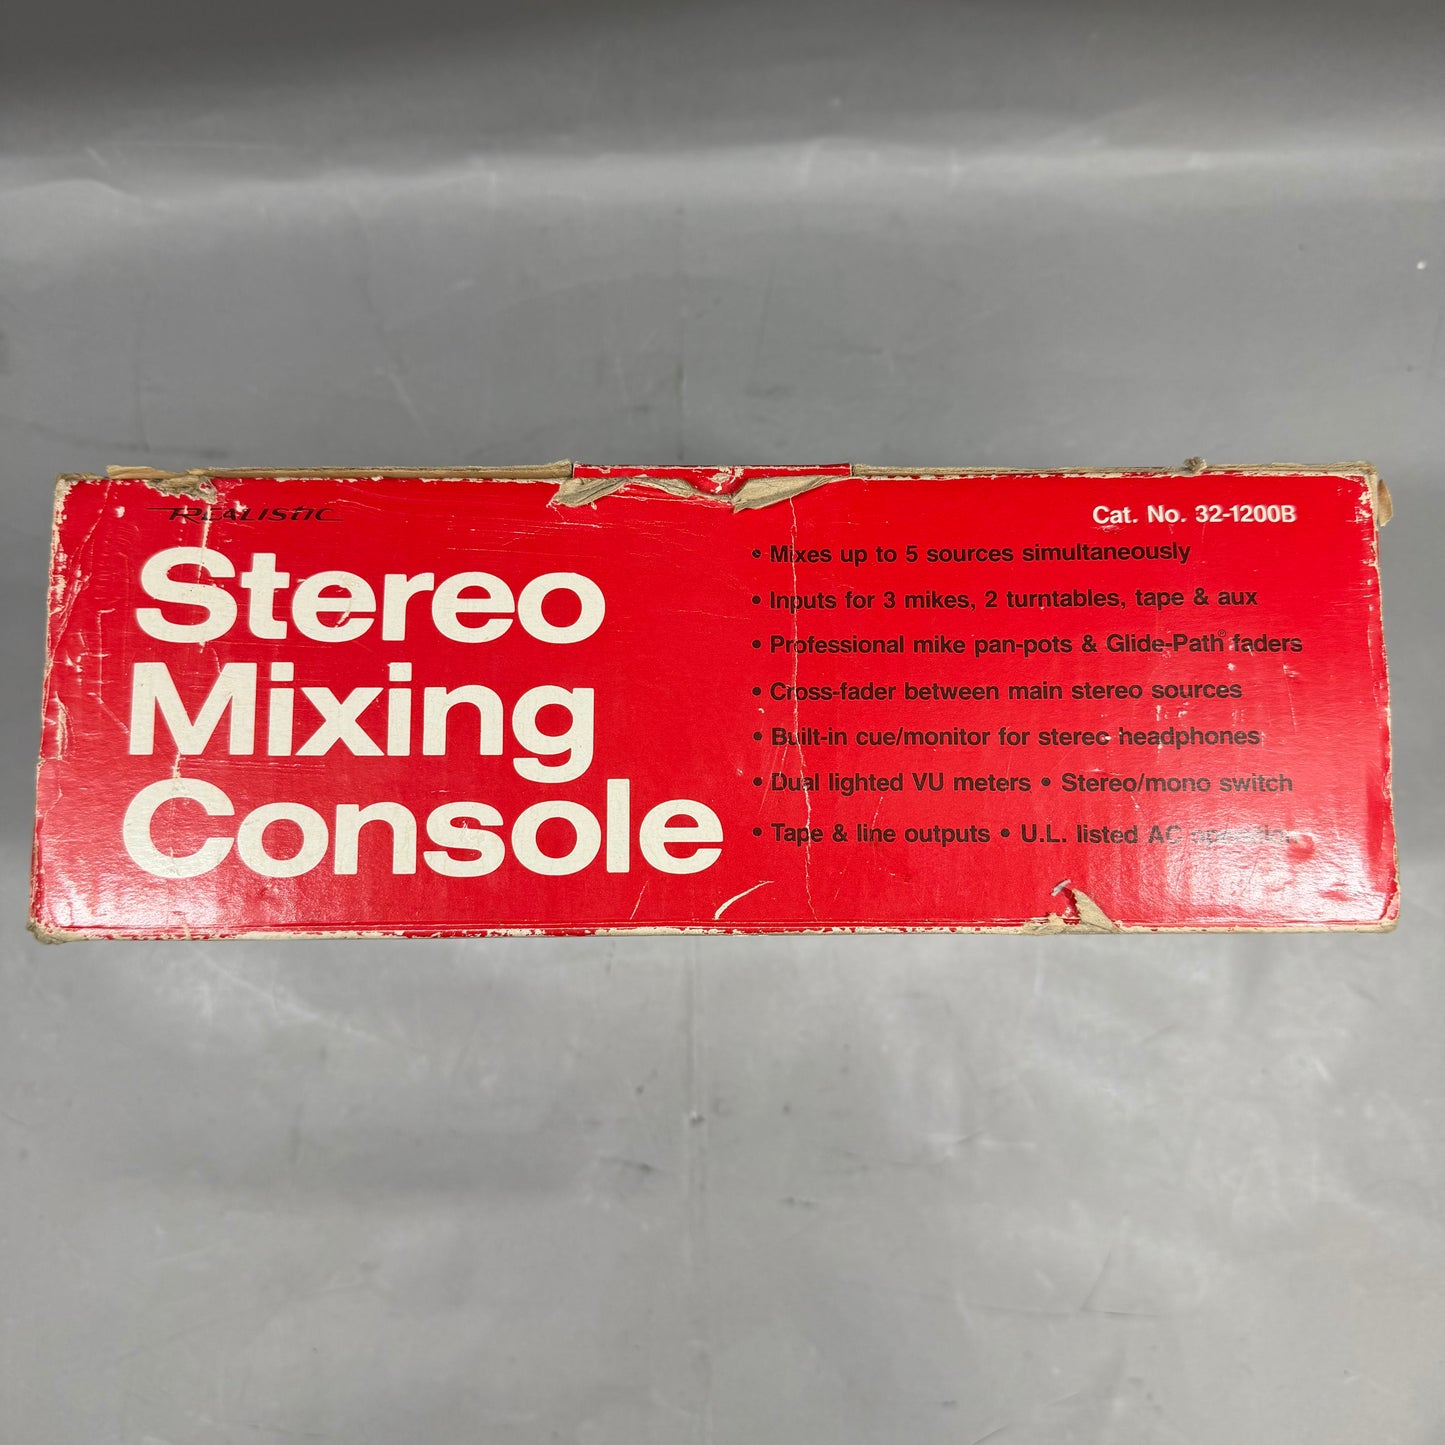 REALISTIC
Cat. No. 32-1200B
Stereo
Mixing
Console
• Mixes up to 5 sources simultaneously
• Inputs for 3 mikes, 2 turntables, tape & aux
• Professional mike pan-pots & Glide-Path® faders
• Cross-fader between main stereo sources
• Built-in cue/monitor for stereo headphones
• Dual lighted VU meters • Stereo/mono switch
• Tape & line outputs • U.L. listed AC operation